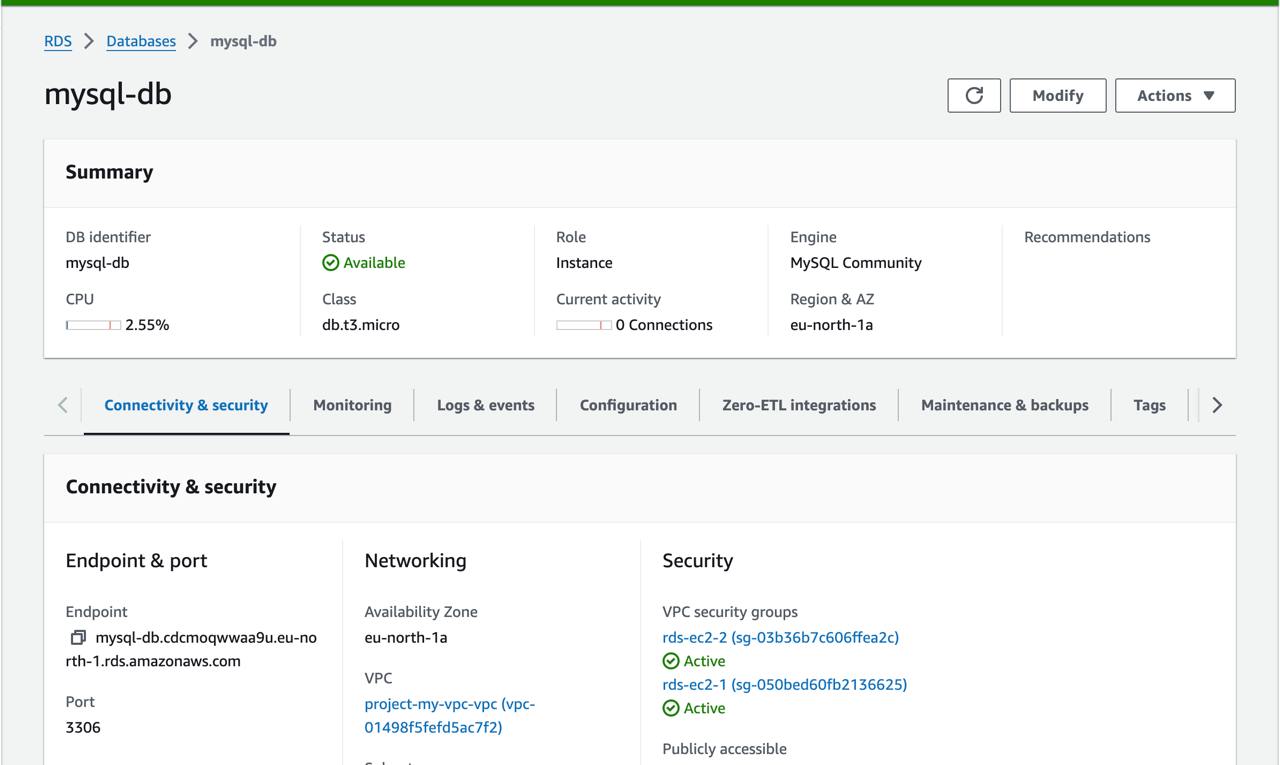 RDS > Databases > mysql-db
mysql-db
Modify
Actions
Summary
DB identifier
mysql-db
Status
Available
Role
Instance
Engine
MySQL Community
Recommendations
CPU
2.55%
Class
db.t3.micro
Current activity
0 Connections
Region & AZ
eu-north-1a
Connectivity & security
Monitoring
Logs & events
Configuration
Zero-ETL integrations
Maintenance & backups
Tags
Connectivity & security
Endpoint & port
Endpoint
mysql-db.cdcmoqwwaa9u.eu-no
rth-1.rds.amazonaws.com
Port
3306
Networking
Availability Zone
eu-north-1a
VPC
project-my-vpc-vpc (vpc-
01498f5fefd5ac7f2)
Security
VPC security groups
rds-ec2-2 (sg-03b36b7c606ffea2c)
Active
rds-ec2-1 (sg-050bed60fb2136625)
Active
Publicly accessible